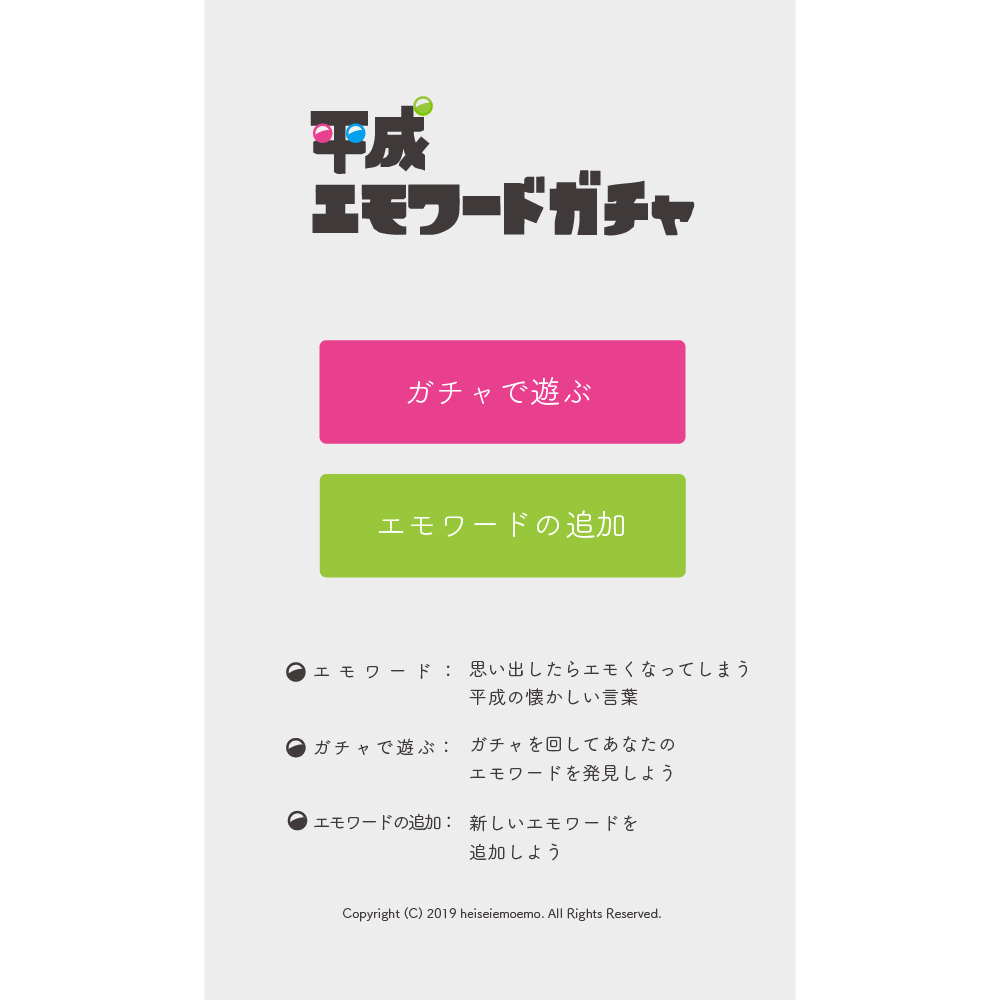 平成
エモワードガチャ
ガチャで遊ぶ
エモワードの追加
エモワード：思い出したらエモくなってしまう
平成の懐かしい言葉
ガチャで遊ぶ：ガチャを回してあなたの
エモワードを発見しよう
エモワードの追加：新しいエモワードを
追加しよう
Copyright (C) 2019 heiseiemoemo. All Rights Reserved.